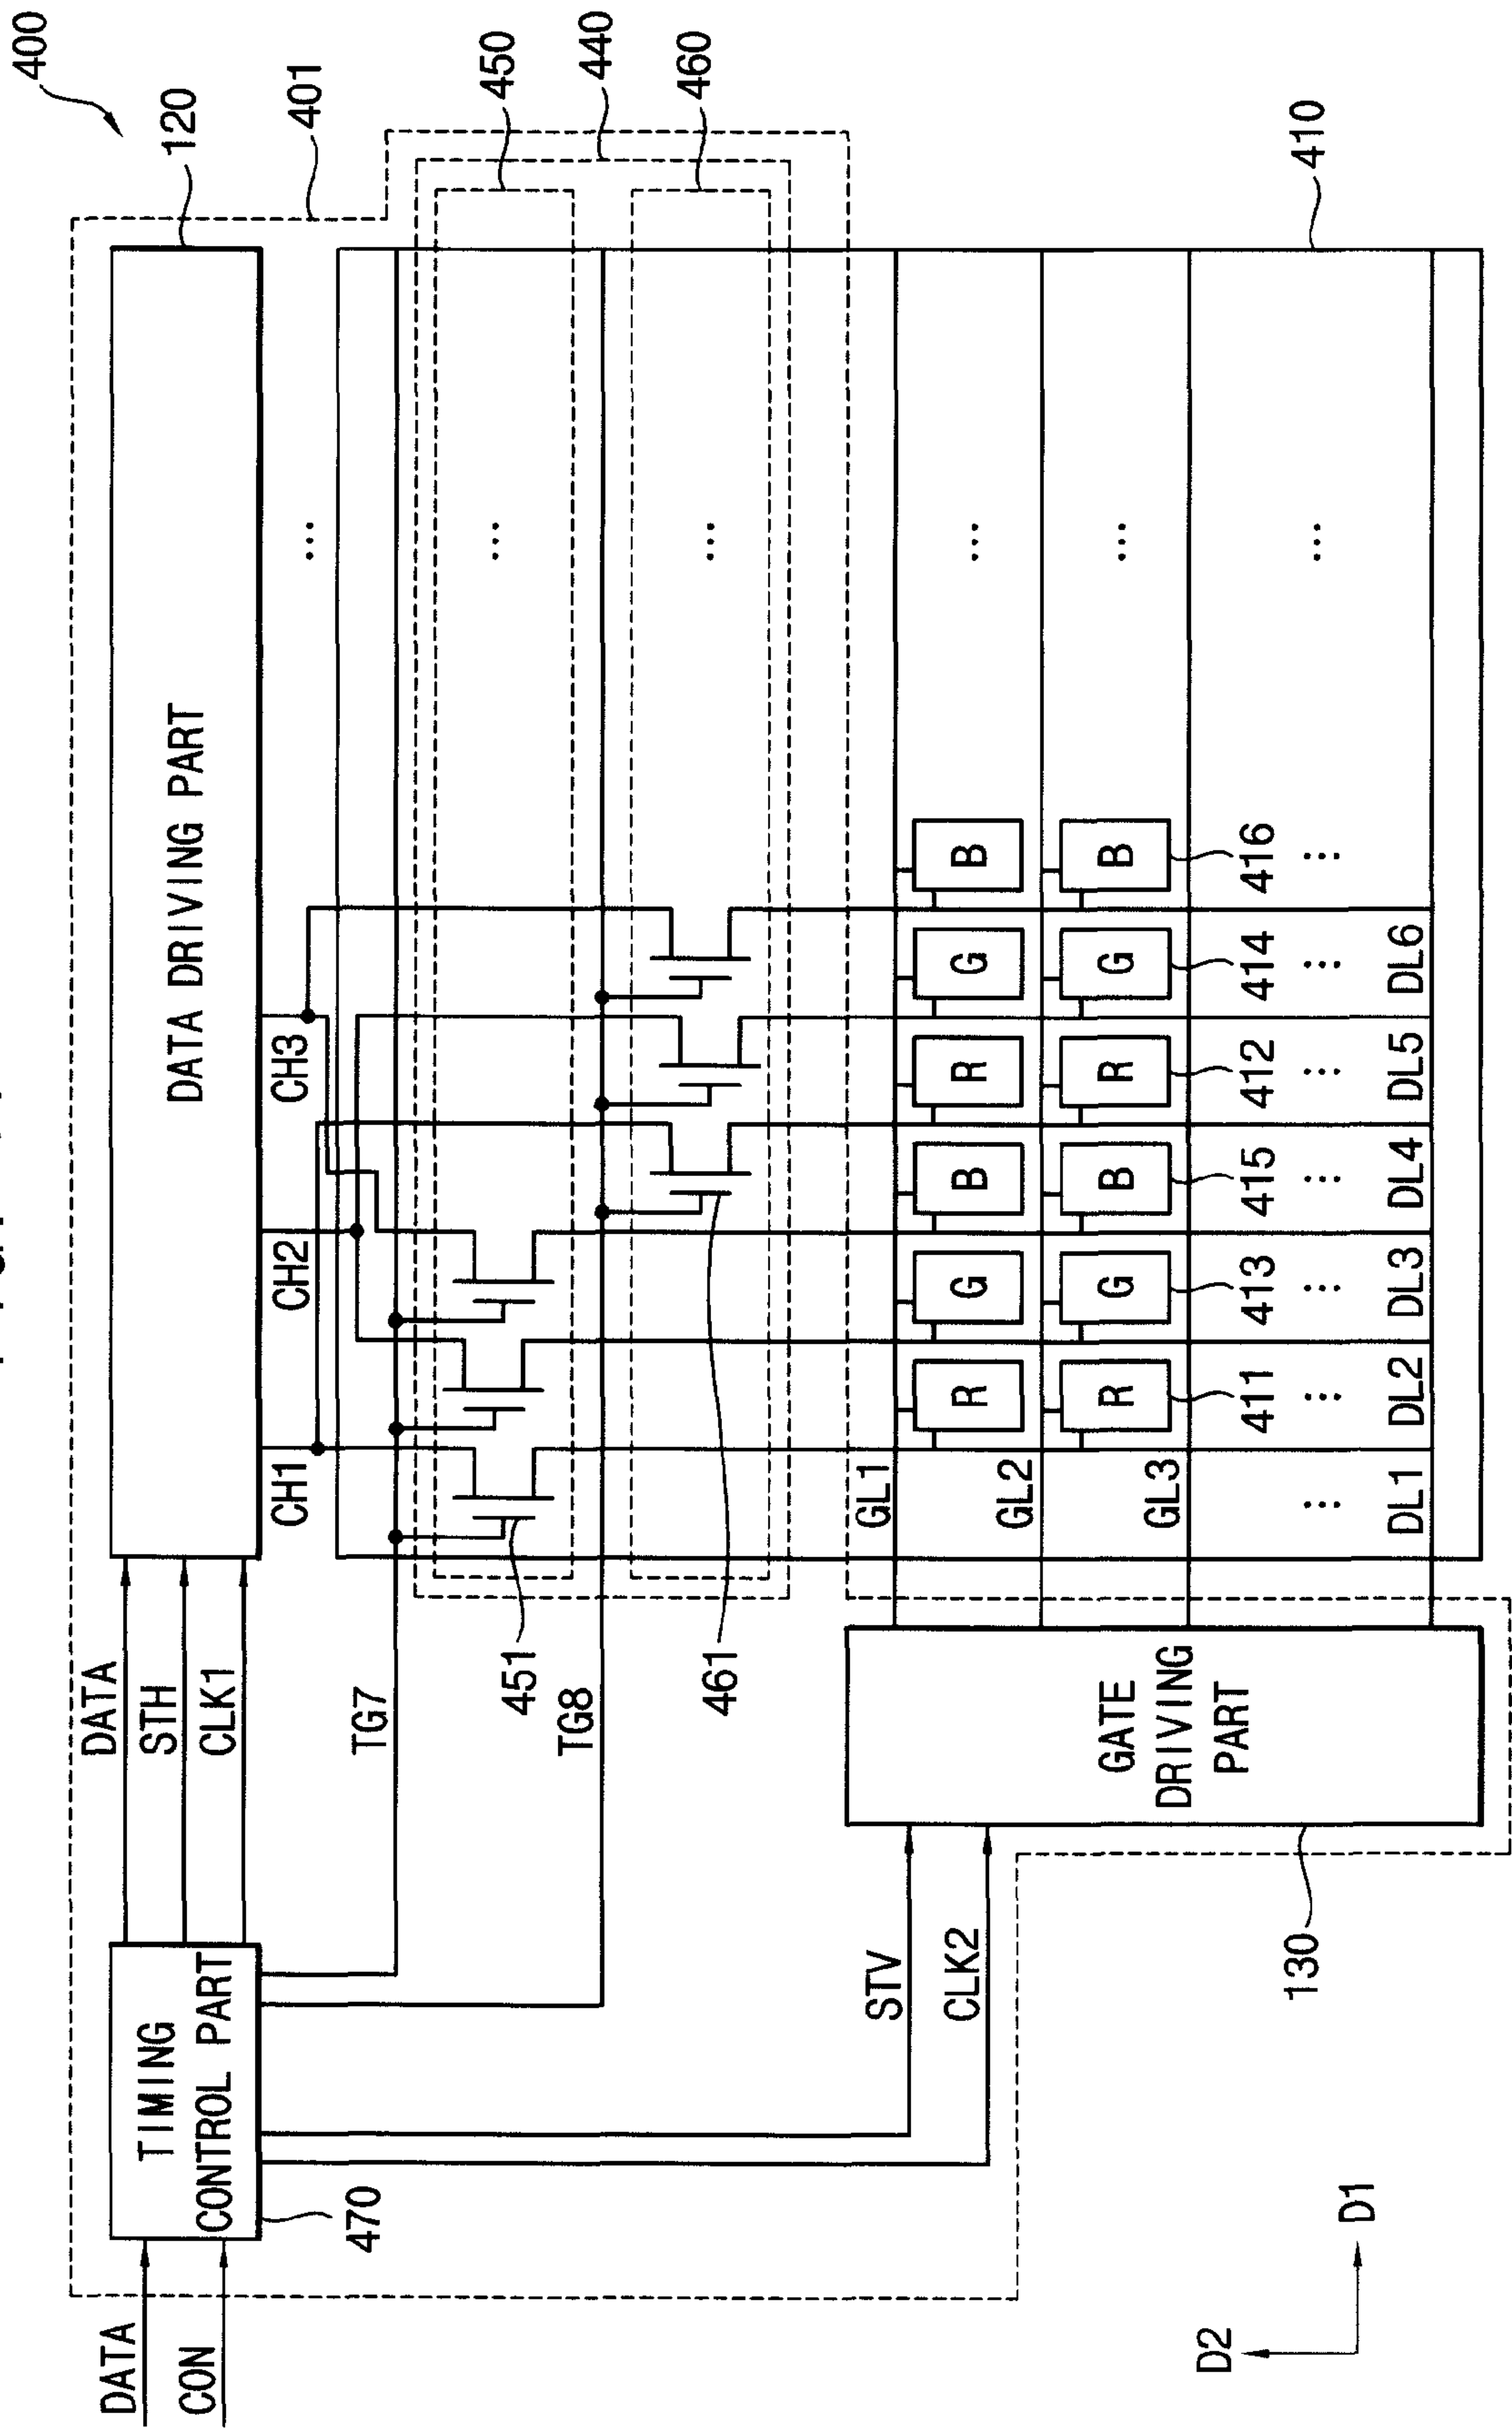 400
401
120
450
440
460
410
DATA
CON
TIMING
CONTROL PART
470
DATA
STH
CLK1
DATA DRIVING PART
CH1
CH2
CH3
...
TG7
451
...
TG8
461
...
STV
CLK2
GATE
DRIVING
PART
130
GL1
R
G
B
R
G
B
...
GL2
R
G
B
R
G
B
...
GL3
411
413
415
412
414
416
...
...
...
...
...
...
...
...
DL1
DL2
DL3
DL4
DL5
DL6
D2
D1